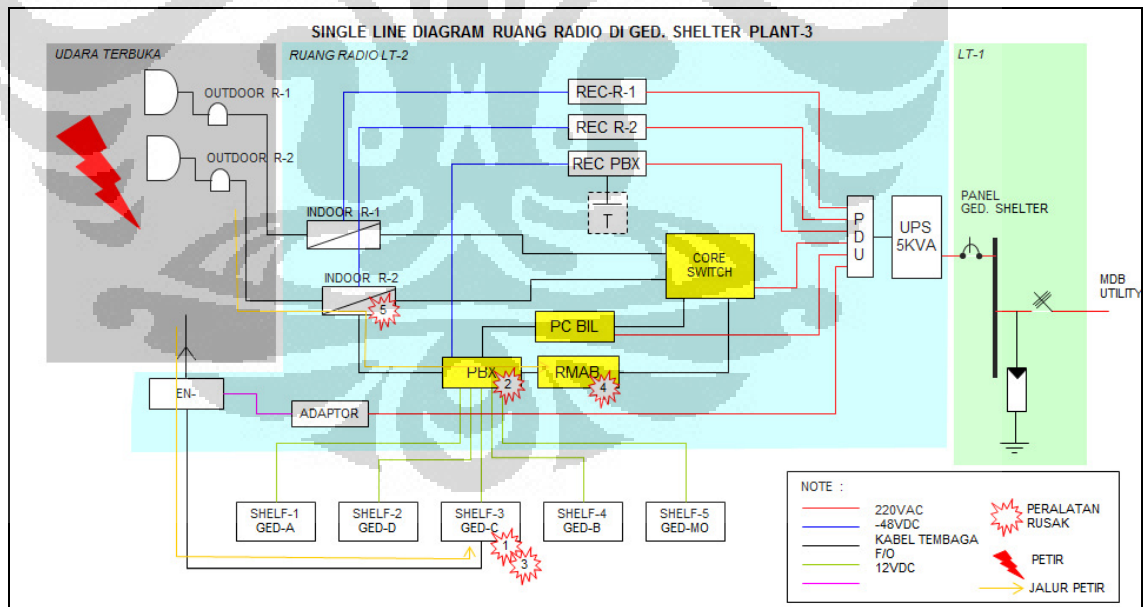 SINGLE LINE DIAGRAM RUANG RADIO DI GED. SHELTER PLANT-3
UDARA TERBUKA
RUANG RADIO LT-2
LT-1
OUTDOOR R-1
OUTDOOR R-2
REC-R-1
REC R-2
REC PBX
T
INDOOR R-1
INDOOR R-2
5
CORE
SWITCH
P
D
U
UPS
5KVA
PANEL
GED. SHELTER
MDB
UTILITY
PC BIL
PBX
2
RMAB
4
EN-
ADAPTOR
SHELF-1
GED-A
SHELF-2
GED-D
SHELF-3
GED-C
SHELF-4
GED-B
SHELF-5
GED-MO
1
3
NOTE :
220VAC
-48VDC
KABEL TEMBAGA
F/O
12VDC
PERALATAN
RUSAK
PETIR
JALUR PETIR